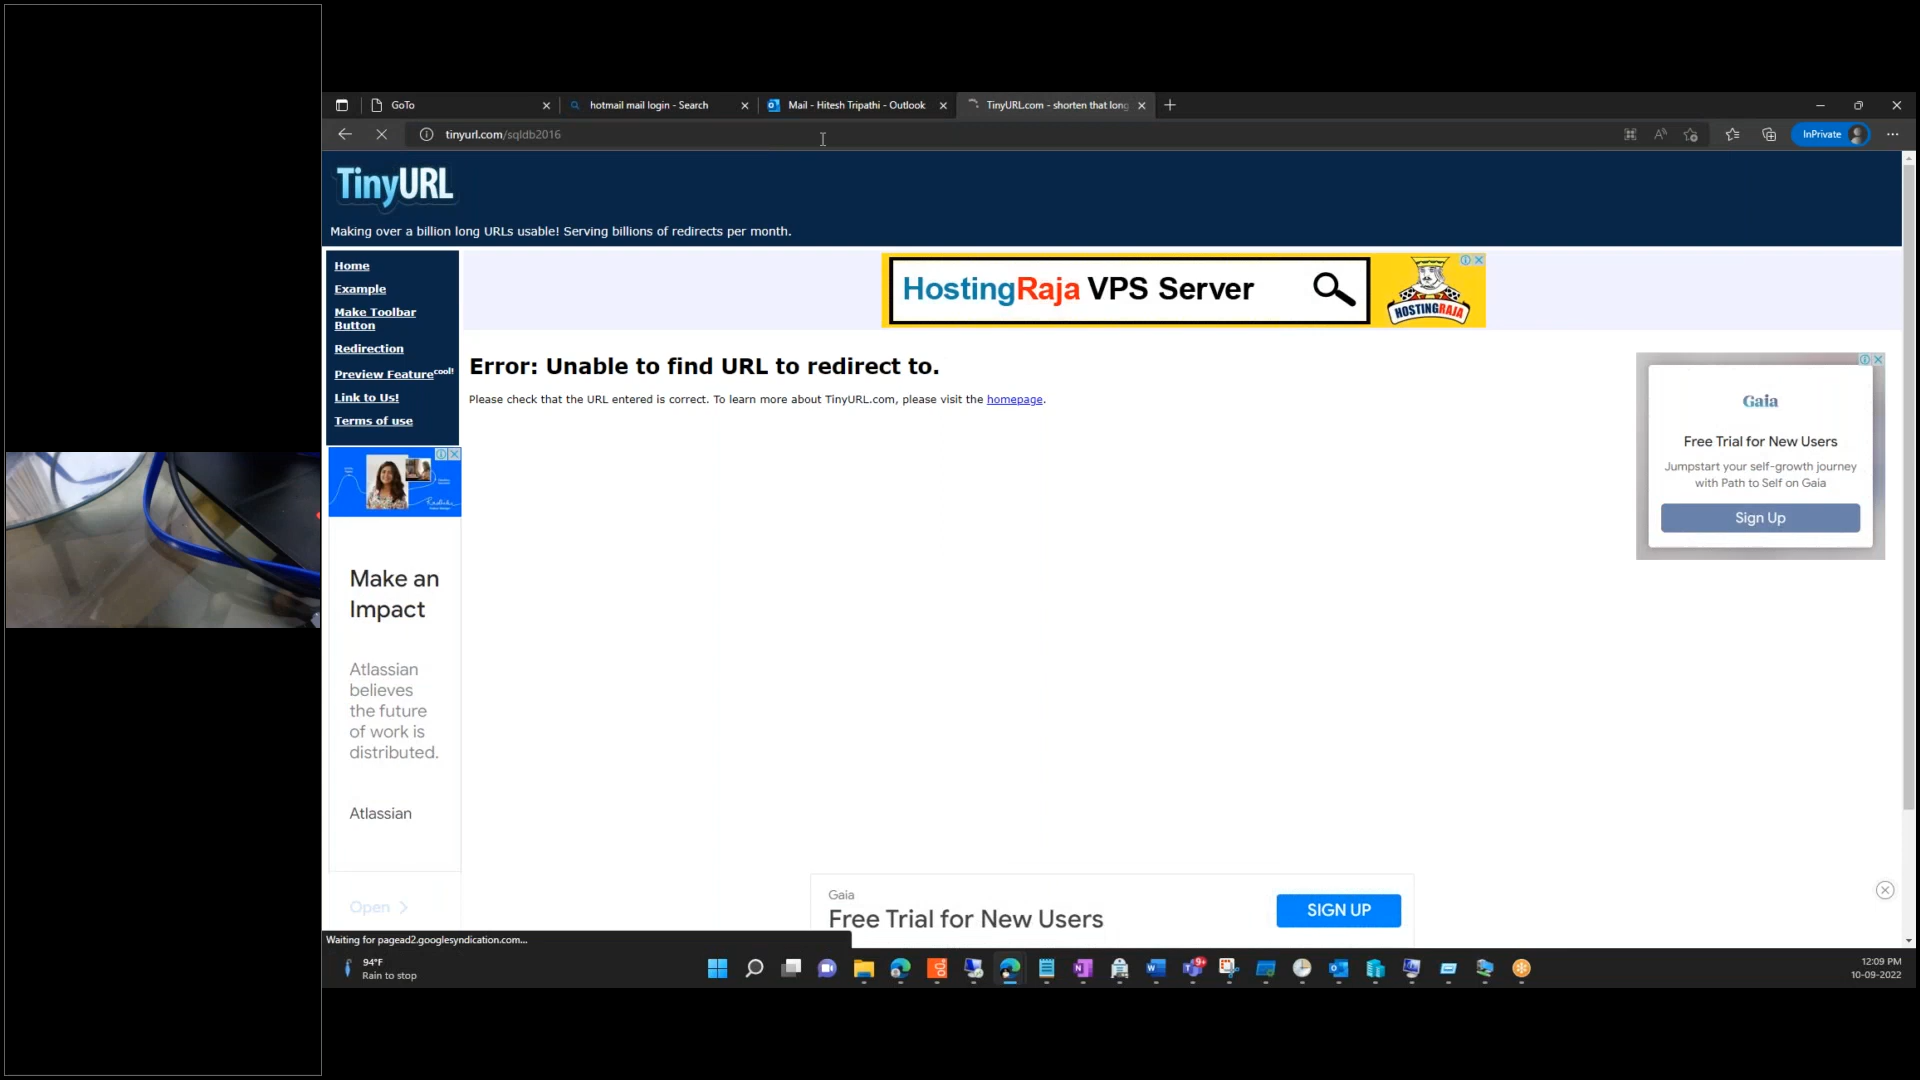 GoTo
hotmail mail login - Search
Mail - Hitesh Tripathi - Outlook
TinyURL.com - shorten that long
tinyurl.com/sqldb2016
InPrivate
TinyURL
Making over a billion long URLs usable! Serving billions of redirects per month.
Home
Example
Make Toolbar
Button
Redirection
Preview Feature cool!
Link to Us!
Terms of use
HostingRaja VPS Server
HOSTINGRAJA
Error: Unable to find URL to redirect to.
Please check that the URL entered is correct. To learn more about TinyURL.com, please visit the homepage.
Gaia
Free Trial for New Users
Jumpstart your self-growth journey
with Path to Self on Gaia
Sign Up
Make an
Impact
Atlassian
believes
the future
of work is
distributed.
Atlassian
Open
Gaia
Free Trial for New Users
SIGN UP
Waiting for pagead2.googlesyndication.com...
94°F
Rain to stop
9+
12:09 PM
10-09-2022